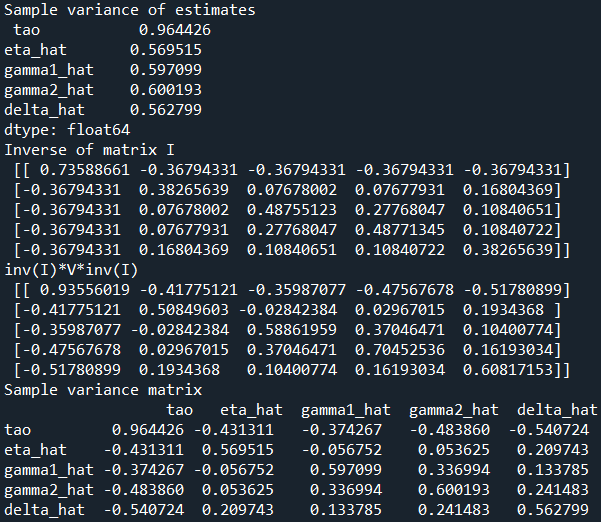 Sample variance of estimates
 tao            0.964426
eta_hat       0.569515
gamma1_hat    0.597099
gamma2_hat    0.600193
delta_hat     0.562799
dtype: float64
Inverse of matrix I
 [[ 0.73588661 -0.36794331 -0.36794331 -0.36794331 -0.36794331]
 [-0.36794331  0.38265639  0.07678002  0.07677931  0.16804369]
 [-0.36794331  0.07678002  0.48755123  0.27768047  0.10840651]
 [-0.36794331  0.07677931  0.27768047  0.48771345  0.10840722]
 [-0.36794331  0.16804369  0.10840651  0.10840722  0.38265639]]
inv(I)*V*inv(I)
 [[ 0.93556019 -0.41775121 -0.35987077 -0.47567678 -0.51780899]
 [-0.41775121  0.50849603 -0.02842384  0.02967015  0.1934368 ]
 [-0.35987077 -0.02842384  0.58861959  0.37046471  0.10400774]
 [-0.47567678  0.02967015  0.37046471  0.70452536  0.16193034]
 [-0.51780899  0.1934368   0.10400774  0.16193034  0.60817153]]
Sample variance matrix
                 tao   eta_hat  gamma1_hat  gamma2_hat  delta_hat
tao         0.964426 -0.431311   -0.374267   -0.483860  -0.540724
eta_hat    -0.431311  0.569515   -0.056752    0.053625   0.209743
gamma1_hat -0.374267 -0.056752    0.597099    0.336994   0.133785
gamma2_hat -0.483860  0.053625    0.336994    0.600193   0.241483
delta_hat  -0.540724  0.209743    0.133785    0.241483   0.562799